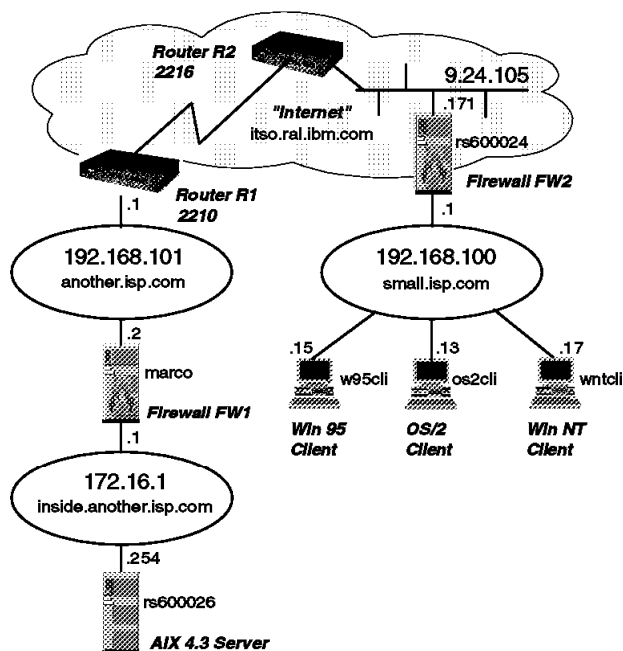 Router R2
2216
9.24.105
"Internet"
itso.ral.ibm.com
.171
rs600024
Firewall FW2
Router R1
2210
.1
.1
192.168.101
another.isp.com
192.168.100
small.isp.com
.2
marco
Firewall FW1
.15
w95cli
.13
os2cli
.17
wntcli
Win 95
Client
OS/2
Client
Win NT
Client
.1
172.16.1
inside.another.isp.com
.254
rs600026
AIX 4.3 Server